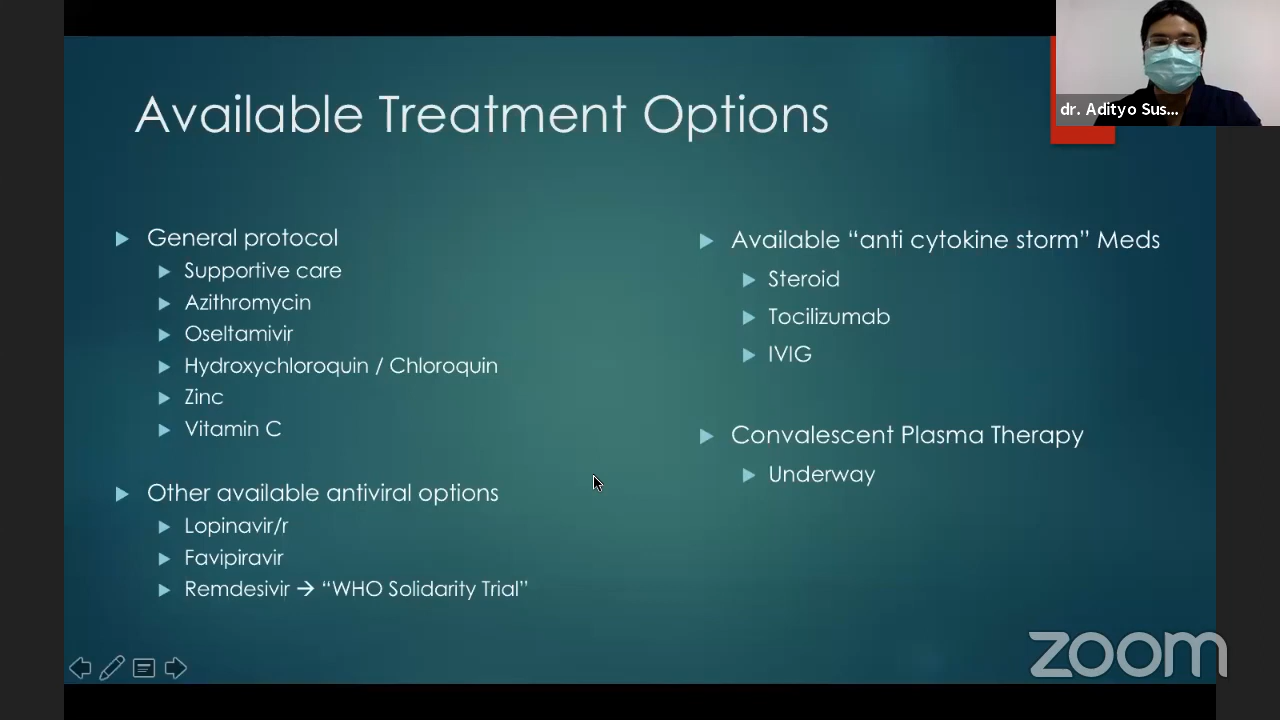 Available Treatment Options
General protocol
Supportive care
Azithromycin
Oseltamivir
Hydroxychloroquin / Chloroquin
Zinc
Vitamin C
Other available antiviral options
Lopinavir/r
Favipiravir
Remdesivir → “WHO Solidarity Trial”
Available “anti cytokine storm” Meds
Steroid
Tocilizumab
IVIG
Convalescent Plasma Therapy
Underway
dr. Adityo Sus...
zoom